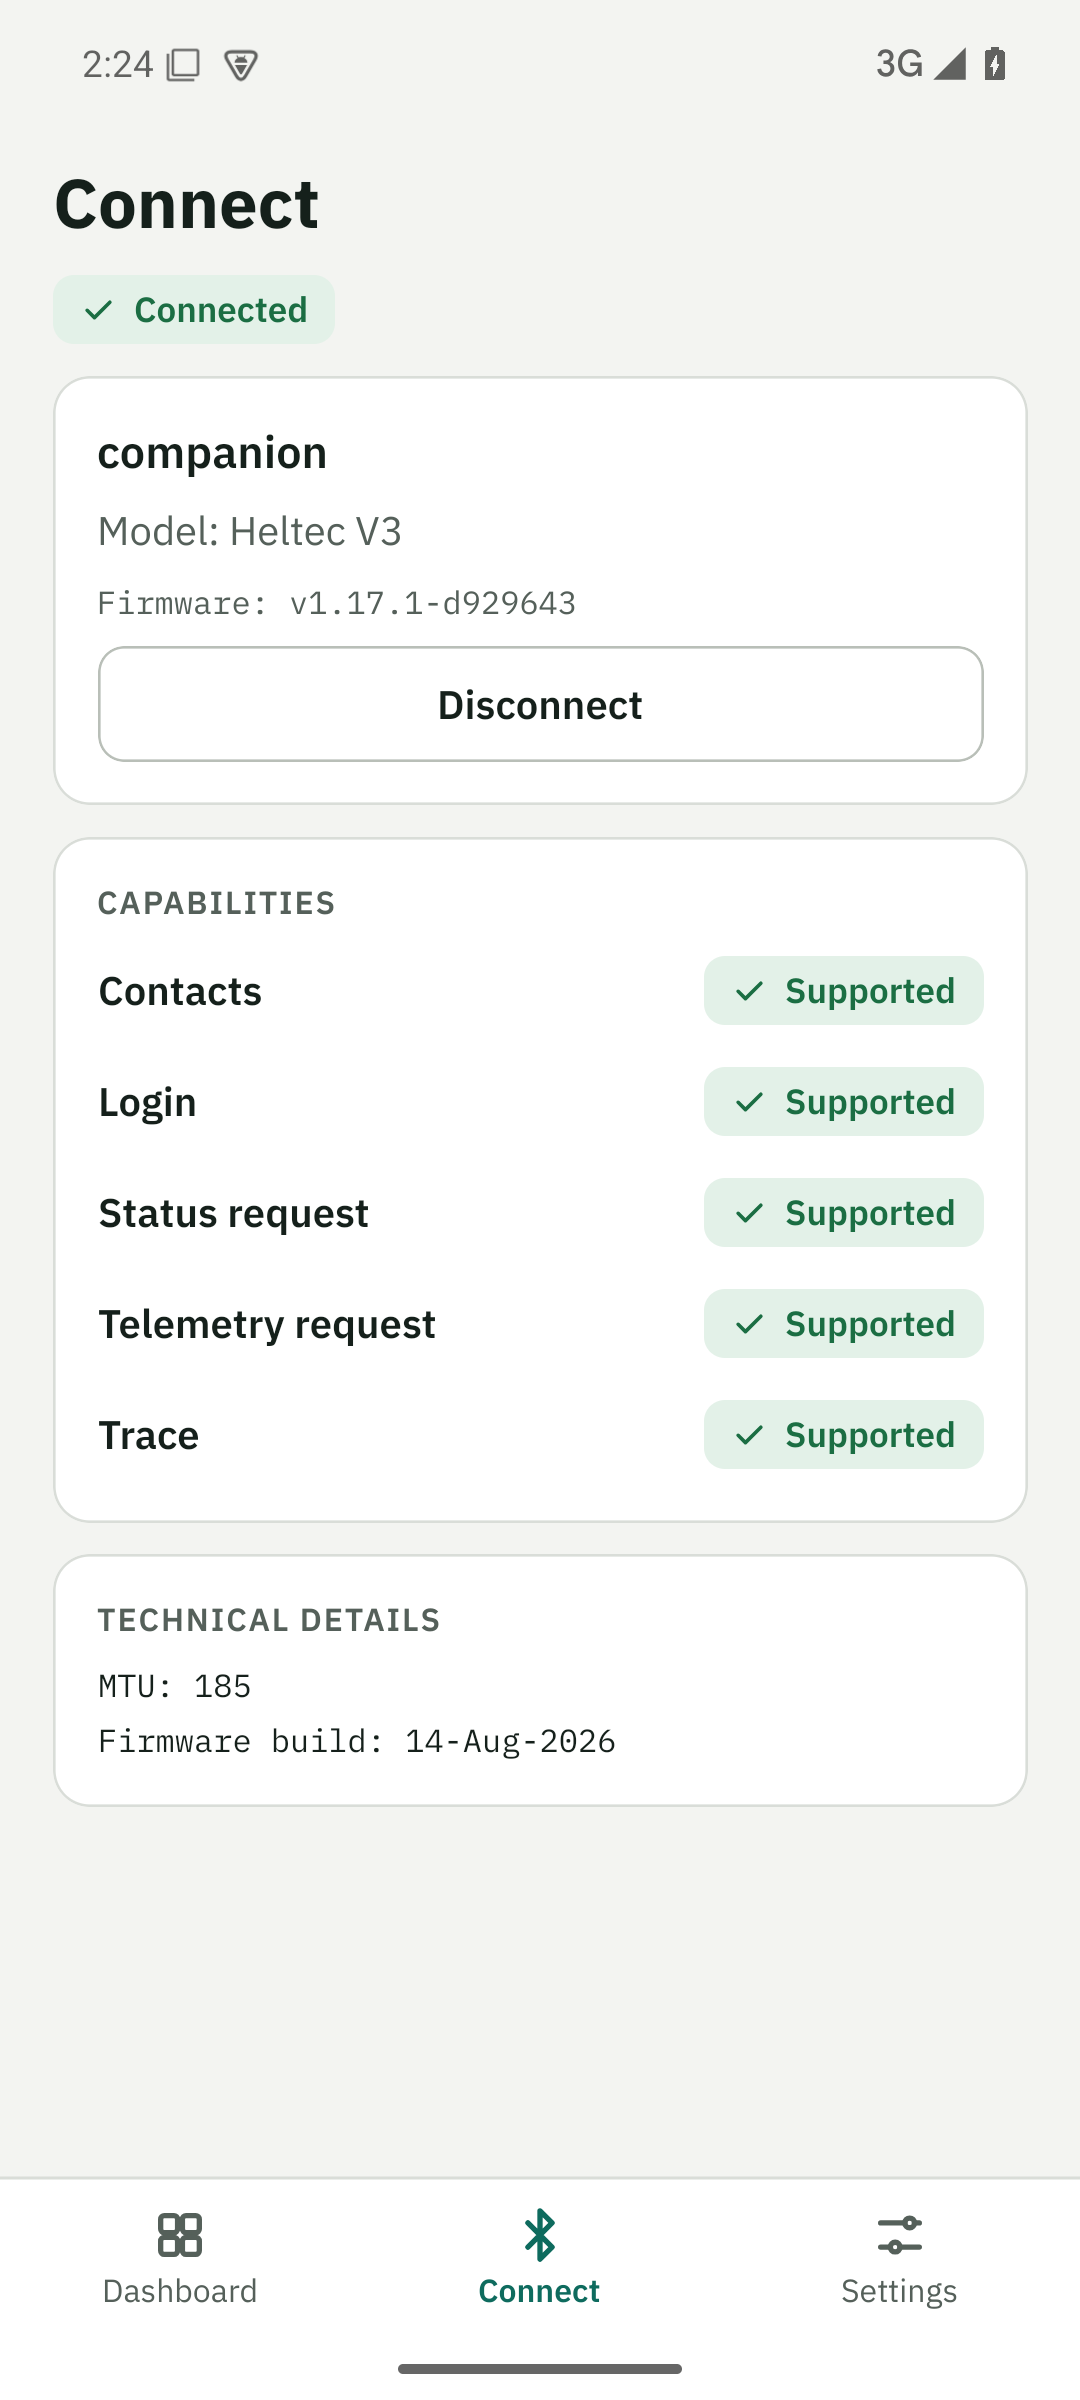 2:24
3G
Connect
Connected
companion
Model: Heltec V3
Firmware: v1.17.1-d929643
Disconnect
CAPABILITIES
Contacts Supported
Login Supported
Status request Supported
Telemetry request Supported
Trace Supported
TECHNICAL DETAILS
MTU: 185
Firmware build: 14-Aug-2026
Dashboard Connect Settings